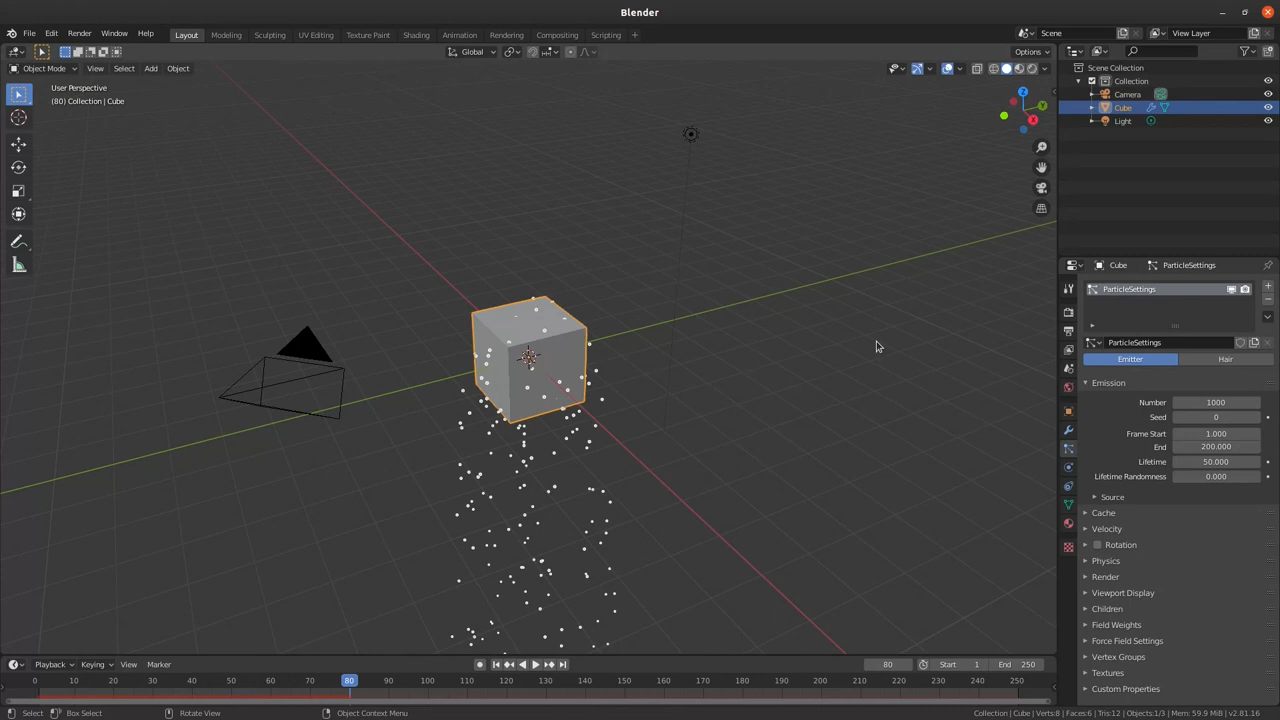 Blender
File Edit Render Window Help Layout Modeling Sculpting UV Editing Texture Paint Shading Animation Rendering Compositing Scripting + Scene View Layer
Global Options
Object Mode View Select Add Object
User Perspective
(80) Collection | Cube
Z
Y
X
Scene Collection
Collection
Camera
Cube
Light
Cube ParticleSettings
ParticleSettings
ParticleSettings
Emitter Hair
Emission
Number 1000
Seed 0
Frame Start 1.000
End 200.000
Lifetime 50.000
Lifetime Randomness 0.000
Source
Cache
Velocity
Rotation
Physics
Render
Viewport Display
Children
Field Weights
Force Field Settings
Vertex Groups
Textures
Custom Properties
Playback Keying View Marker 80 Start 1 End 250
0 10 20 30 40 50 60 70 80 90 100 110 120 130 140 150 160 170 180 190 200 210 220 230 240 250
Select Box Select Rotate View Object Context Menu Collection | Cube | Verts:8 | Faces:6 | Tris:12 | Objects:1/3 | Mem: 59.9 MiB | v2.81.16